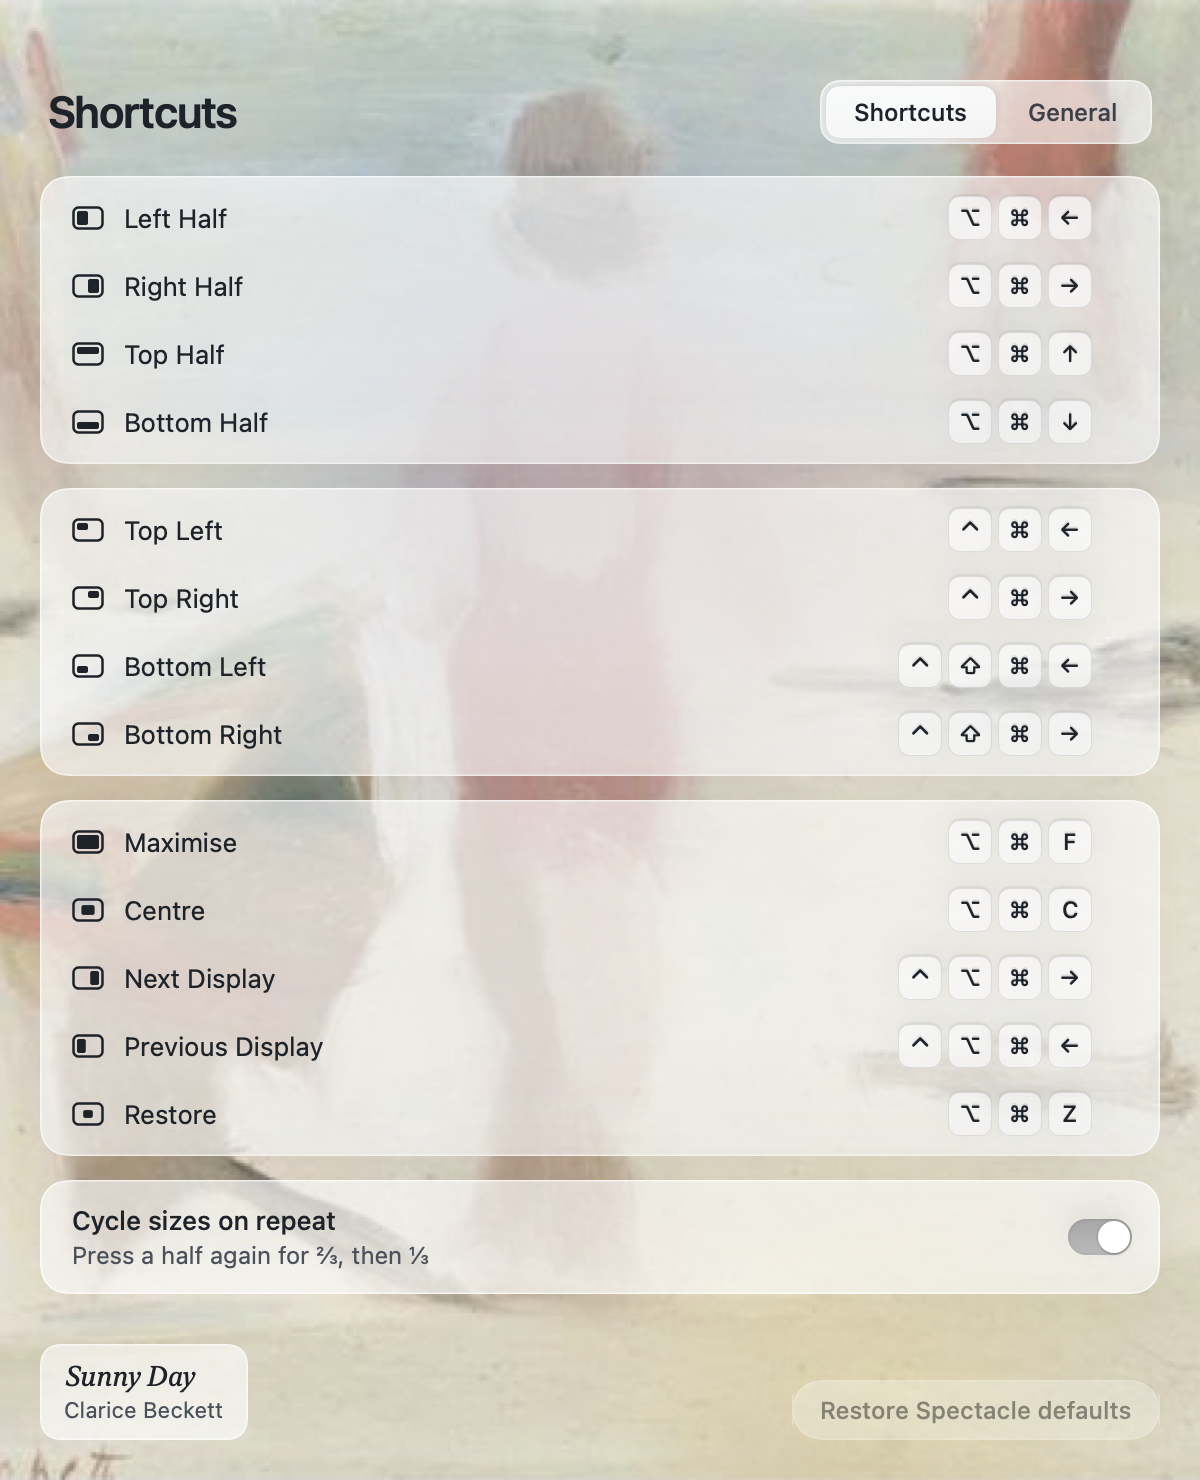 Shortcuts
Shortcuts General
Left Half ⌥ ⌘ ←
Right Half ⌥ ⌘ →
Top Half ⌥ ⌘ ↑
Bottom Half ⌥ ⌘ ↓
Top Left ^ ⌘ ←
Top Right ^ ⌘ →
Bottom Left ^ ⇧ ⌘ ←
Bottom Right ^ ⇧ ⌘ →
Maximise ⌥ ⌘ F
Centre ⌥ ⌘ C
Next Display ^ ⌥ ⌘ →
Previous Display ^ ⌥ ⌘ ←
Restore ⌥ ⌘ Z
Cycle sizes on repeat
Press a half again for ⅔, then ⅓
Sunny Day
Clarice Beckett
Restore Spectacle defaults